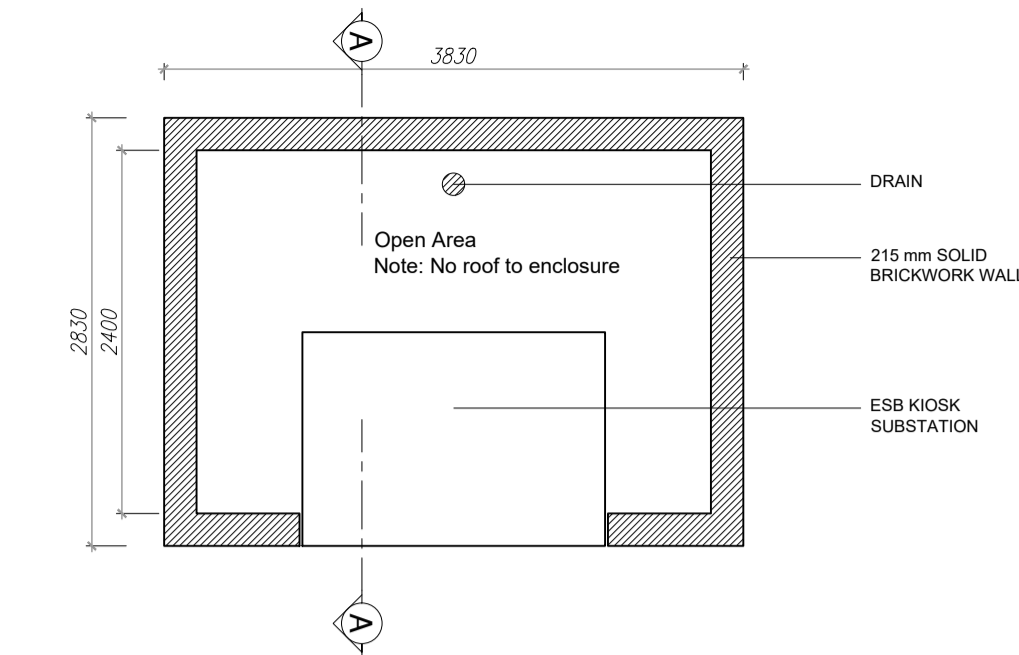 A
3830
DRAIN
Open Area
Note: No roof to enclosure
215 mm SOLID
BRICKWORK WALL
2830
2400
ESB KIOSK
SUBSTATION
A